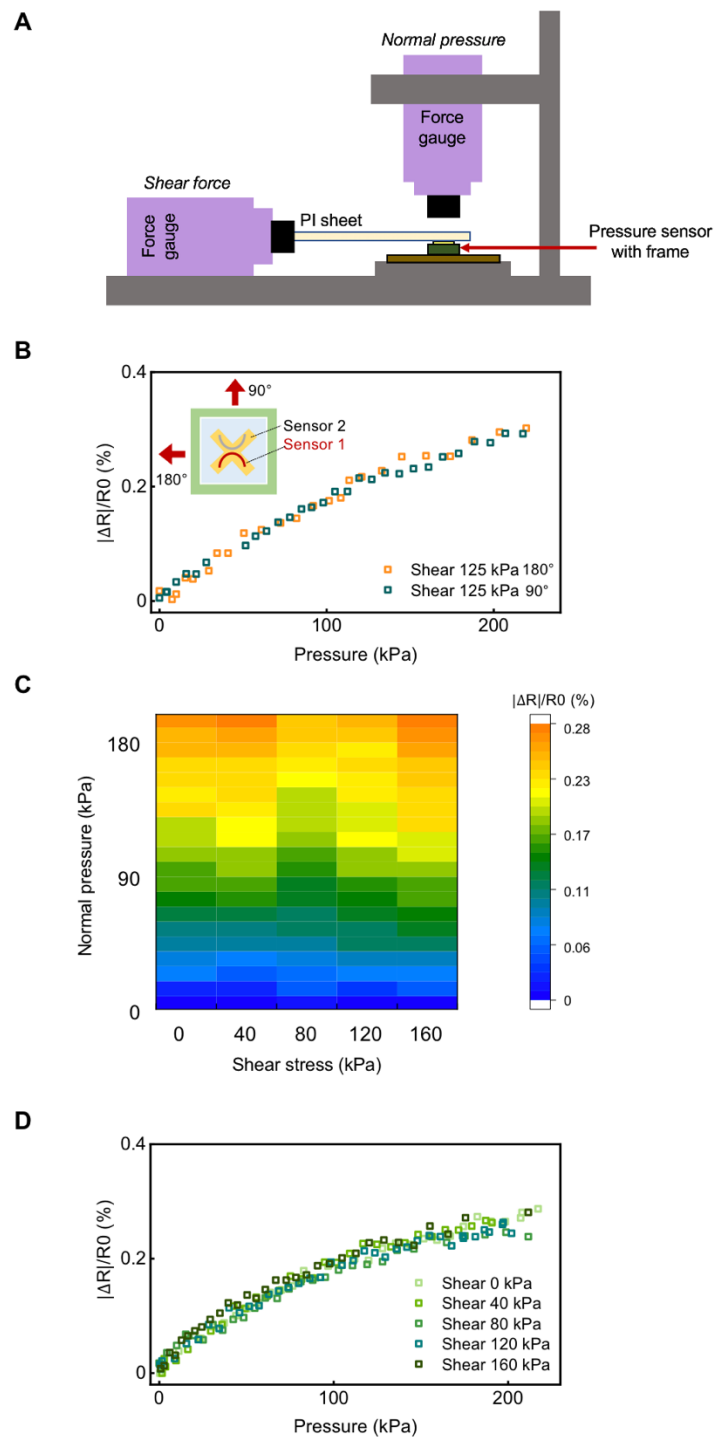 A
Normal pressure
Force
gauge
Shear force
Force
gauge
PI sheet
Pressure sensor
with frame
B
|ΔR|/R0 (%)
0.4
0.2
0
90°
Sensor 2
Sensor 1
180°
Shear 125 kPa 180°
Shear 125 kPa 90°
0
100
200
Pressure (kPa)
C
|ΔR|/R0 (%)
Normal pressure (kPa)
180
90
0
0.28
0.23
0.17
0.11
0.06
0
0
40
80
120
160
Shear stress (kPa)
D
|ΔR|/R0 (%)
0.4
0.2
0
Shear 0 kPa
Shear 40 kPa
Shear 80 kPa
Shear 120 kPa
Shear 160 kPa
0
100
200
Pressure (kPa)